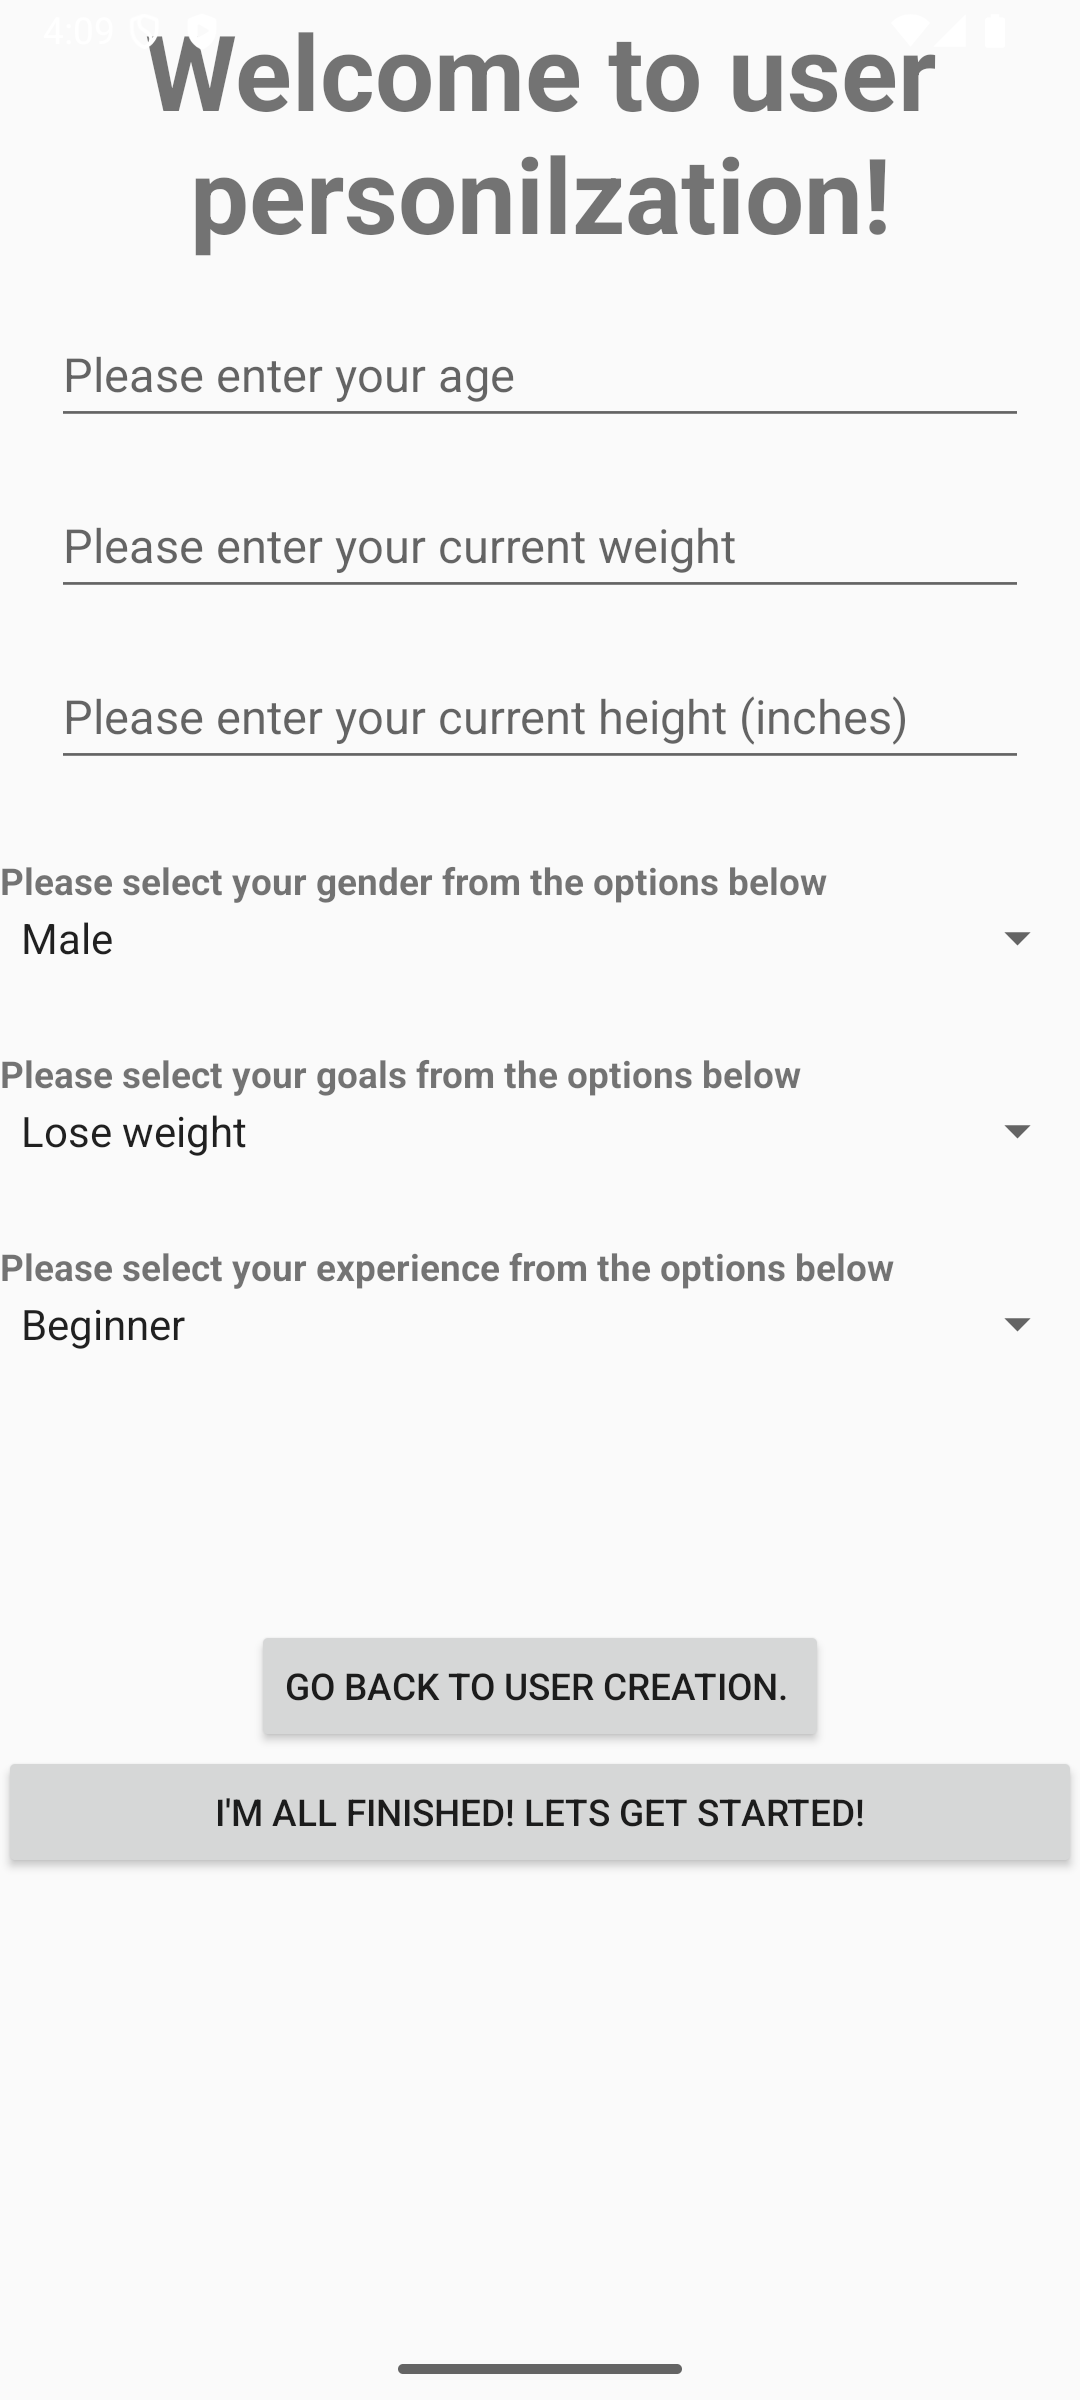 4:09
Welcome to user
personilzation!
Please enter your age
Please enter your current weight
Please enter your current height (inches)
Please select your gender from the options below
Male
Please select your goals from the options below
Lose weight
Please select your experience from the options below
Beginner
GO BACK TO USER CREATION.
I'M ALL FINISHED! LETS GET STARTED!